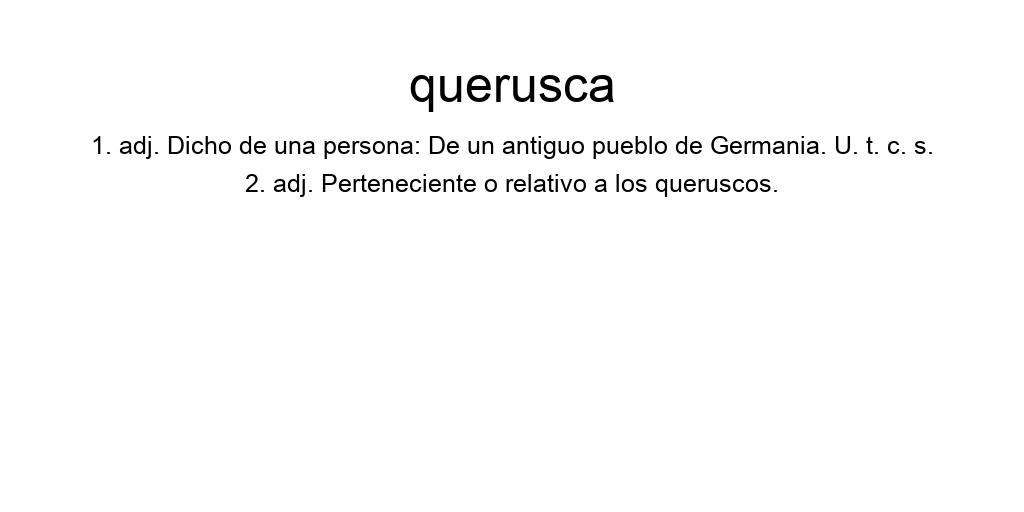 querusca
1. adj. Dicho de una persona: De un antiguo pueblo de Germania. U. t. c. s.
2. adj. Perteneciente o relativo a los queruscos.